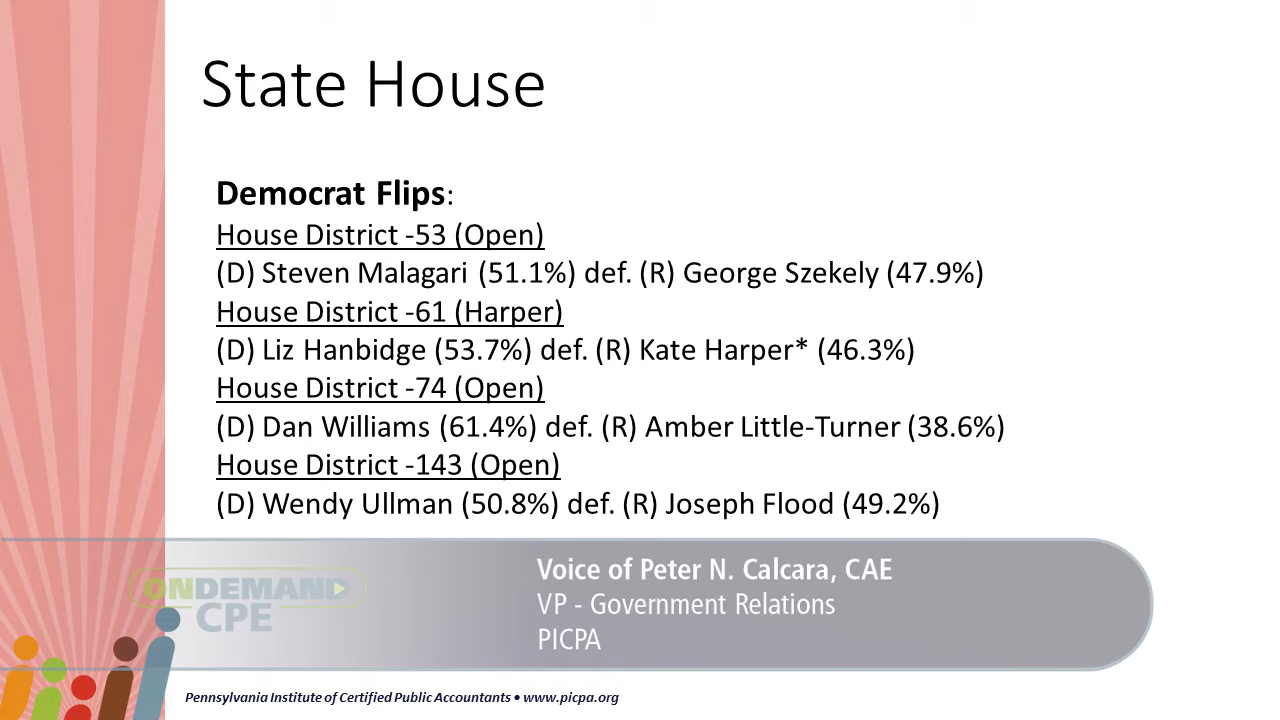 State House
Democrat Flips:
House District -53 (Open)
(D) Steven Malagari (51.1%) def. (R) George Szekely (47.9%)
House District -61 (Harper)
(D) Liz Hanbidge (53.7%) def. (R) Kate Harper* (46.3%)
House District -74 (Open)
(D) Dan Williams (61.4%) def. (R) Amber Little-Turner (38.6%)
House District -143 (Open)
(D) Wendy Ullman (50.8%) def. (R) Joseph Flood (49.2%)
ONDEMAND
CPE
Voice of Peter N. Calcara, CAE
VP - Government Relations
PICPA
Pennsylvania Institute of Certified Public Accountants • www.picpa.org